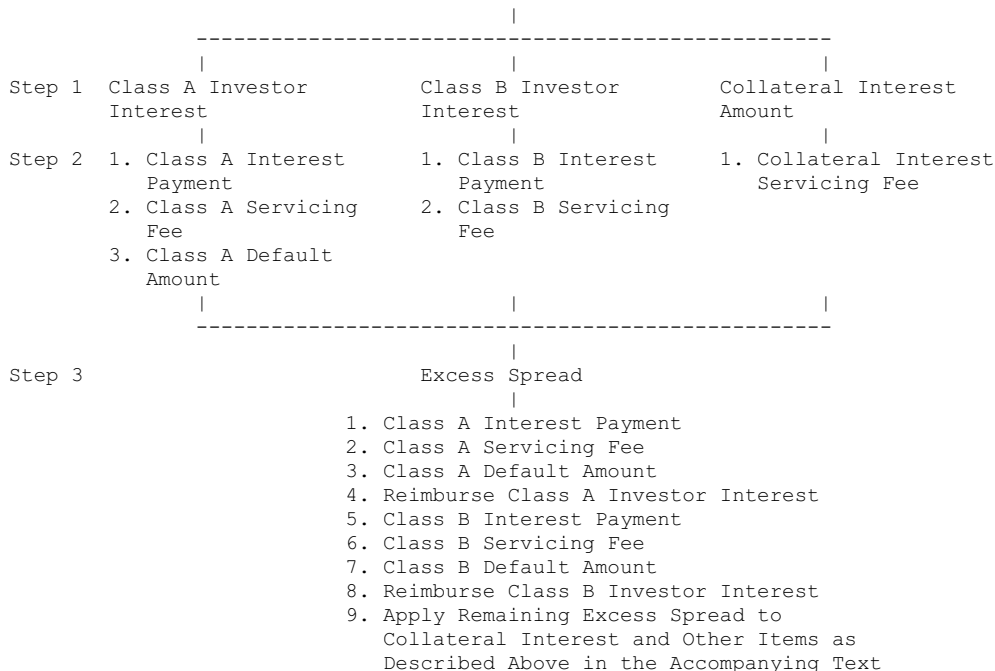 |
---------------------------------------------------
| | |
Step 1 Class A Investor Class B Investor Collateral Interest
Interest Interest Amount
| | |
Step 2 1. Class A Interest 1. Class B Interest 1. Collateral Interest
Payment Payment Servicing Fee
2. Class A Servicing 2. Class B Servicing
Fee Fee
3. Class A Default
Amount
| | |
---------------------------------------------------
|
Step 3 Excess Spread
|
1. Class A Interest Payment
2. Class A Servicing Fee
3. Class A Default Amount
4. Reimburse Class A Investor Interest
5. Class B Interest Payment
6. Class B Servicing Fee
7. Class B Default Amount
8. Reimburse Class B Investor Interest
9. Apply Remaining Excess Spread to
Collateral Interest and Other Items as
Described Above in the Accompanying Text